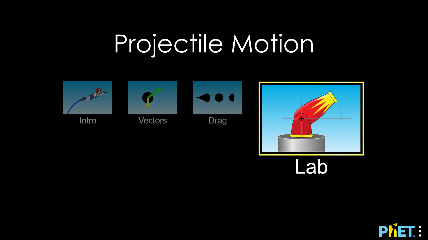 Projectile Motion
Intro
Vectors
Drag
Lab
PhET